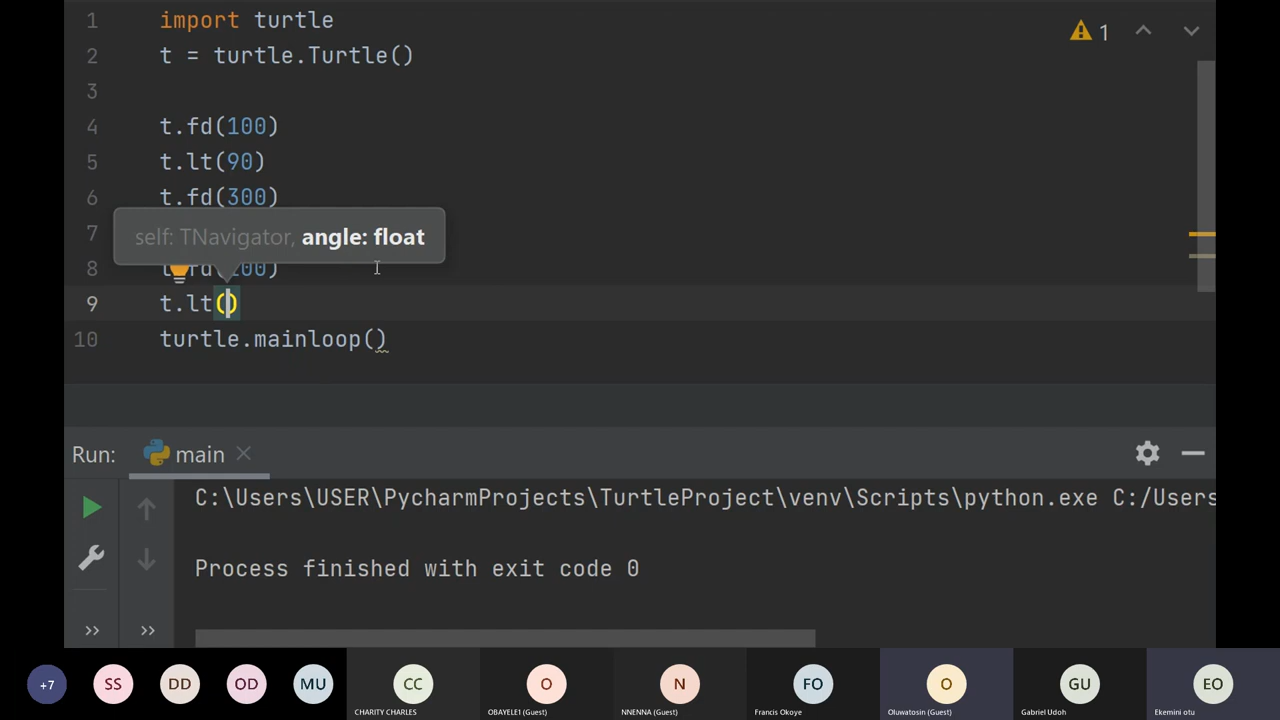 1 import turtle
2 t = turtle.Turtle()
3
4 t.fd(100)
5 t.lt(90)
6 t.fd(300)
7
self: TNavigator, angle: float
8 00)
9 t.lt()
10 turtle.mainloop()
1
Run: main
C:\Users\USER\PycharmProjects\TurtleProject\venv\Scripts\python.exe C:/Users
Process finished with exit code 0
+7 SS DD OD MU CC O N FO O GU EO
CHARITY CHARLES OBAYELE1 (Guest) NNENNA (Guest) Francis Okoye Oluwatosin (Guest) Gabriel Udoh Ekemini otu